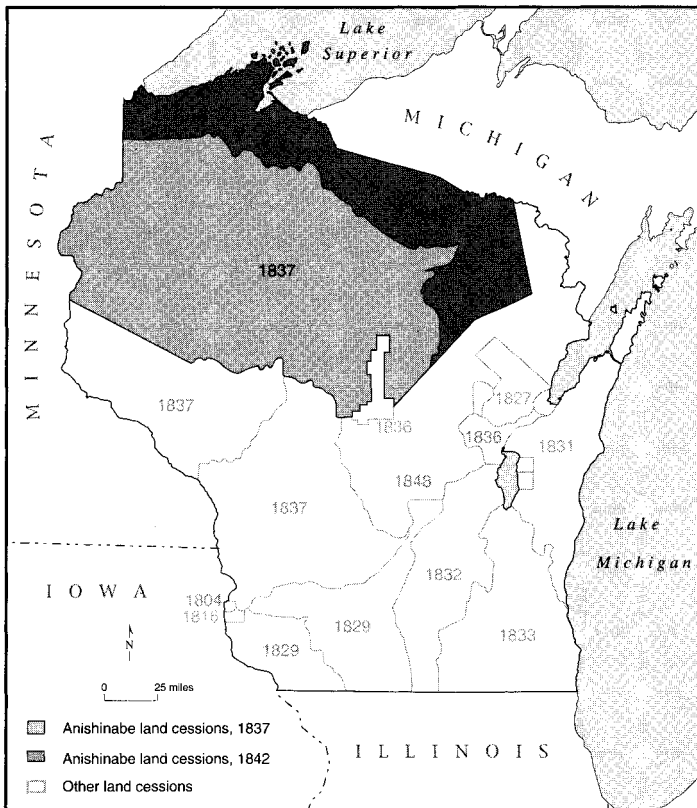 Lake
Superior
MICHIGAN
MINNESOTA
1837
1837
1827
1836
1836
1831
1848
1837
Lake
Michigan
1832
IOWA
1804
1816
1829
1833
1829
N
0 25 miles
Anishinabe land cessions, 1837
Anishinabe land cessions, 1842
Other land cessions
ILLINOIS